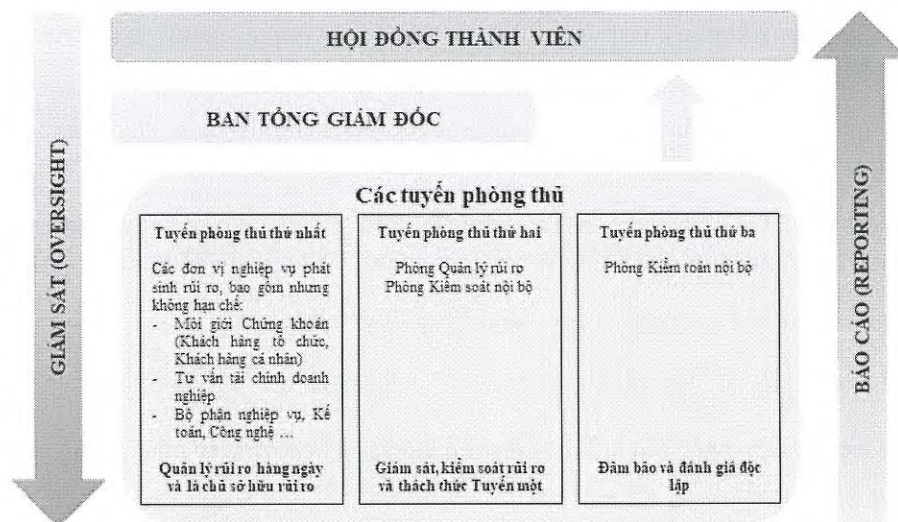 HỘI ĐỒNG THÀNH VIÊN
BAN TỔNG GIÁM ĐỐC
GIÁM SÁT (OVERSIGHT)
BÁO CÁO (REPORTING)
Các tuyến phòng thủ
Tuyến phòng thủ thứ nhất
Các đơn vị nghiệp vụ phát
sinh rủi ro, bao gồm nhưng
không hạn chế:
- Môi giới Chứng khoán
(Khách hàng tổ chức,
Khách hàng cá nhân)
- Tư vấn tài chính doanh
nghiệp
- Bộ phận nghiệp vụ, Kế
toán, Công nghệ ...
Quản lý rủi ro hàng ngày
và là chủ sở hữu rủi ro
Tuyến phòng thủ thứ hai
Phòng Quản lý rủi ro
Phòng Kiểm soát nội bộ
Giám sát, kiểm soát rủi ro
và thách thức Tuyến một
Tuyến phòng thủ thứ ba
Phòng Kiểm toán nội bộ
Đảm bảo và đánh giá độc
lập